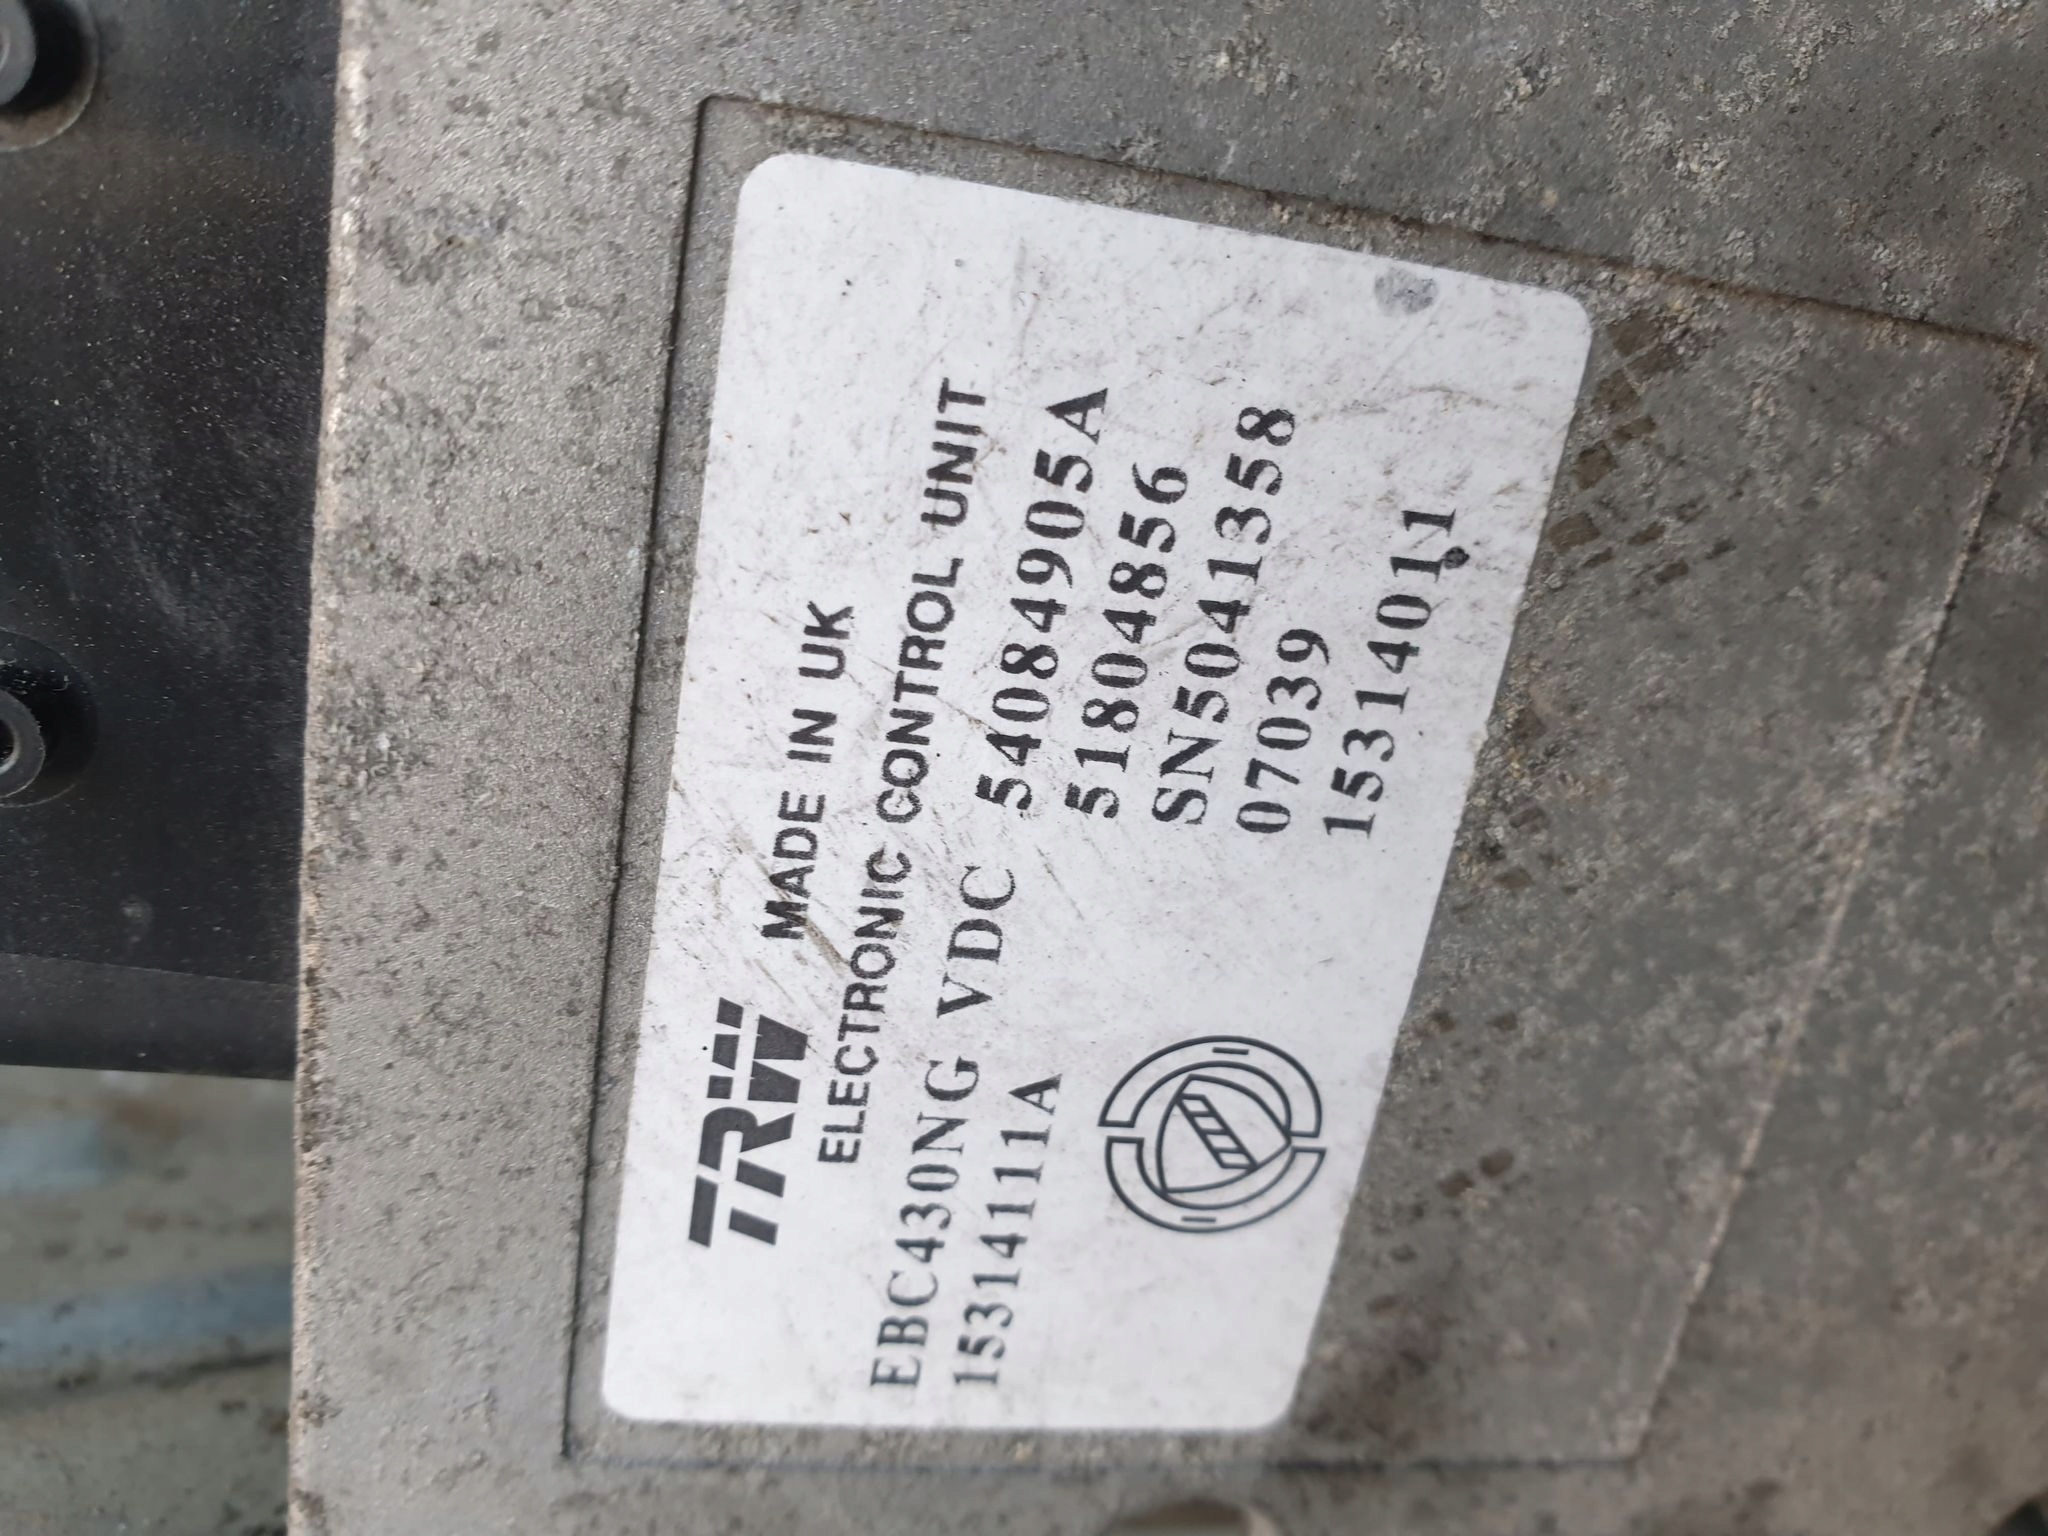 TRW MADE IN UK
ELECTRONIC CONTROL UNIT
EBC430NG VDC 54084905A
15314111A 51804856
SN5041358
07039
15314011